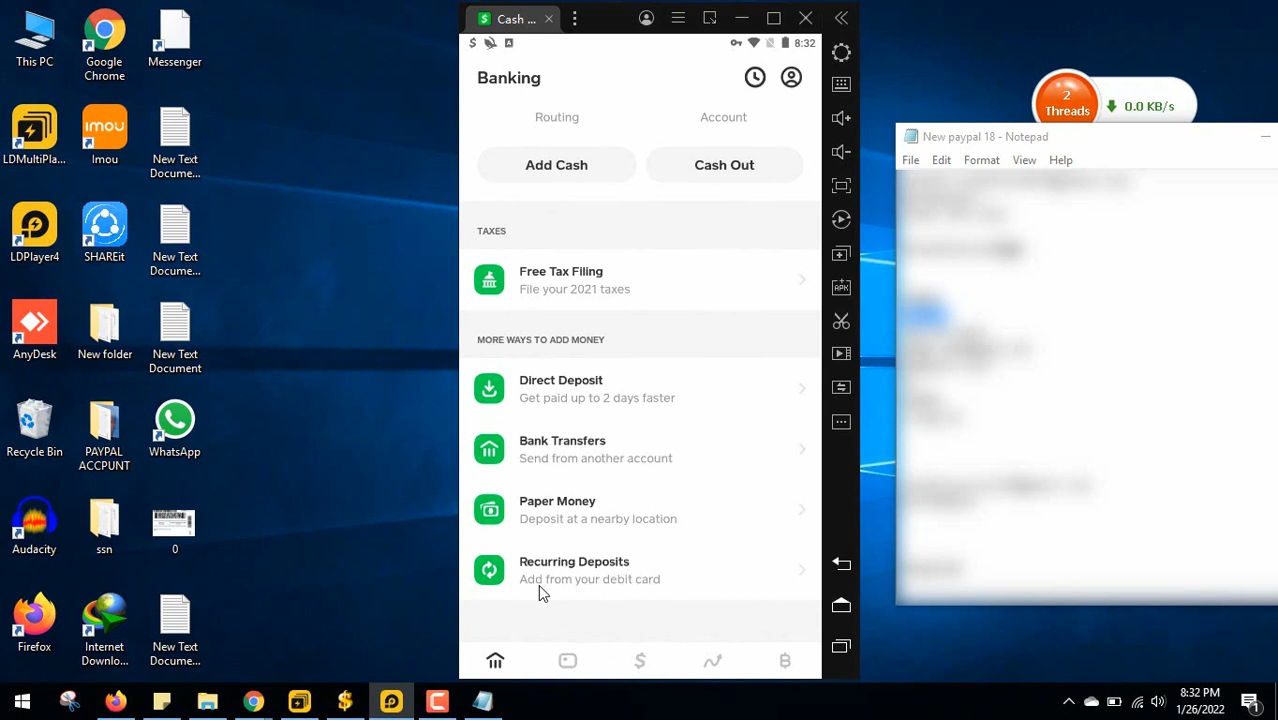 This PC
Google
Chrome
Messenger
LDMultiPla...
Imou
New Text
Docume...
LDPlayer4
SHAREit
New Text
Docume...
AnyDesk
New folder
New Text
Document
Recycle Bin
PAYPAL
ACCPUNT
WhatsApp
Audacity
ssn
0
Firefox
Internet
Downlo...
New Text
Docume...
imou
Cash ...
8:32
Banking
Routing
Account
Add Cash
Cash Out
TAXES
Free Tax Filing
File your 2021 taxes
MORE WAYS TO ADD MONEY
Direct Deposit
Get paid up to 2 days faster
Bank Transfers
Send from another account
Paper Money
Deposit at a nearby location
Recurring Deposits
Add from your debit card
APK
2
Threads
0.0 KB/s
New paypal 18 - Notepad
File Edit Format View Help
8:32 PM
1/26/2022
1